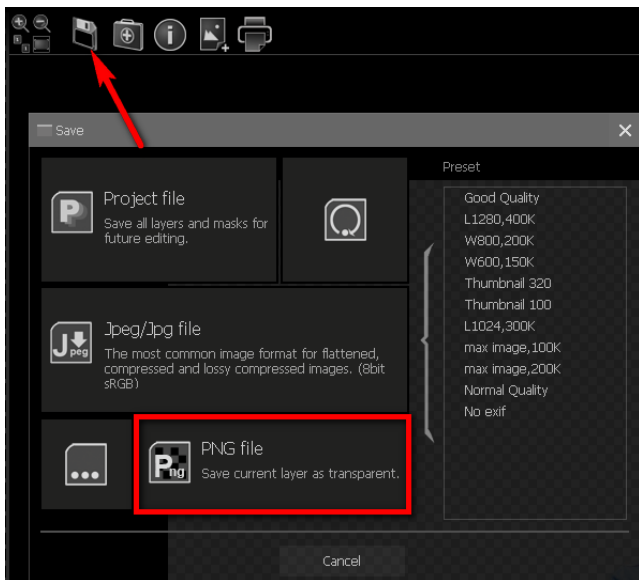 Save
Preset
Project file
Save all layers and masks for
future editing.
Jpeg/Jpg file
The most common image format for flattened,
compressed and lossy compressed images. (8bit
sRGB)
PNG file
Save current layer as transparent.
Good Quality
L1280,400K
W800,200K
W600,150K
Thumbnail 320
Thumbnail 100
L1024,300K
max image,100K
max image,200K
Normal Quality
No exif
Cancel